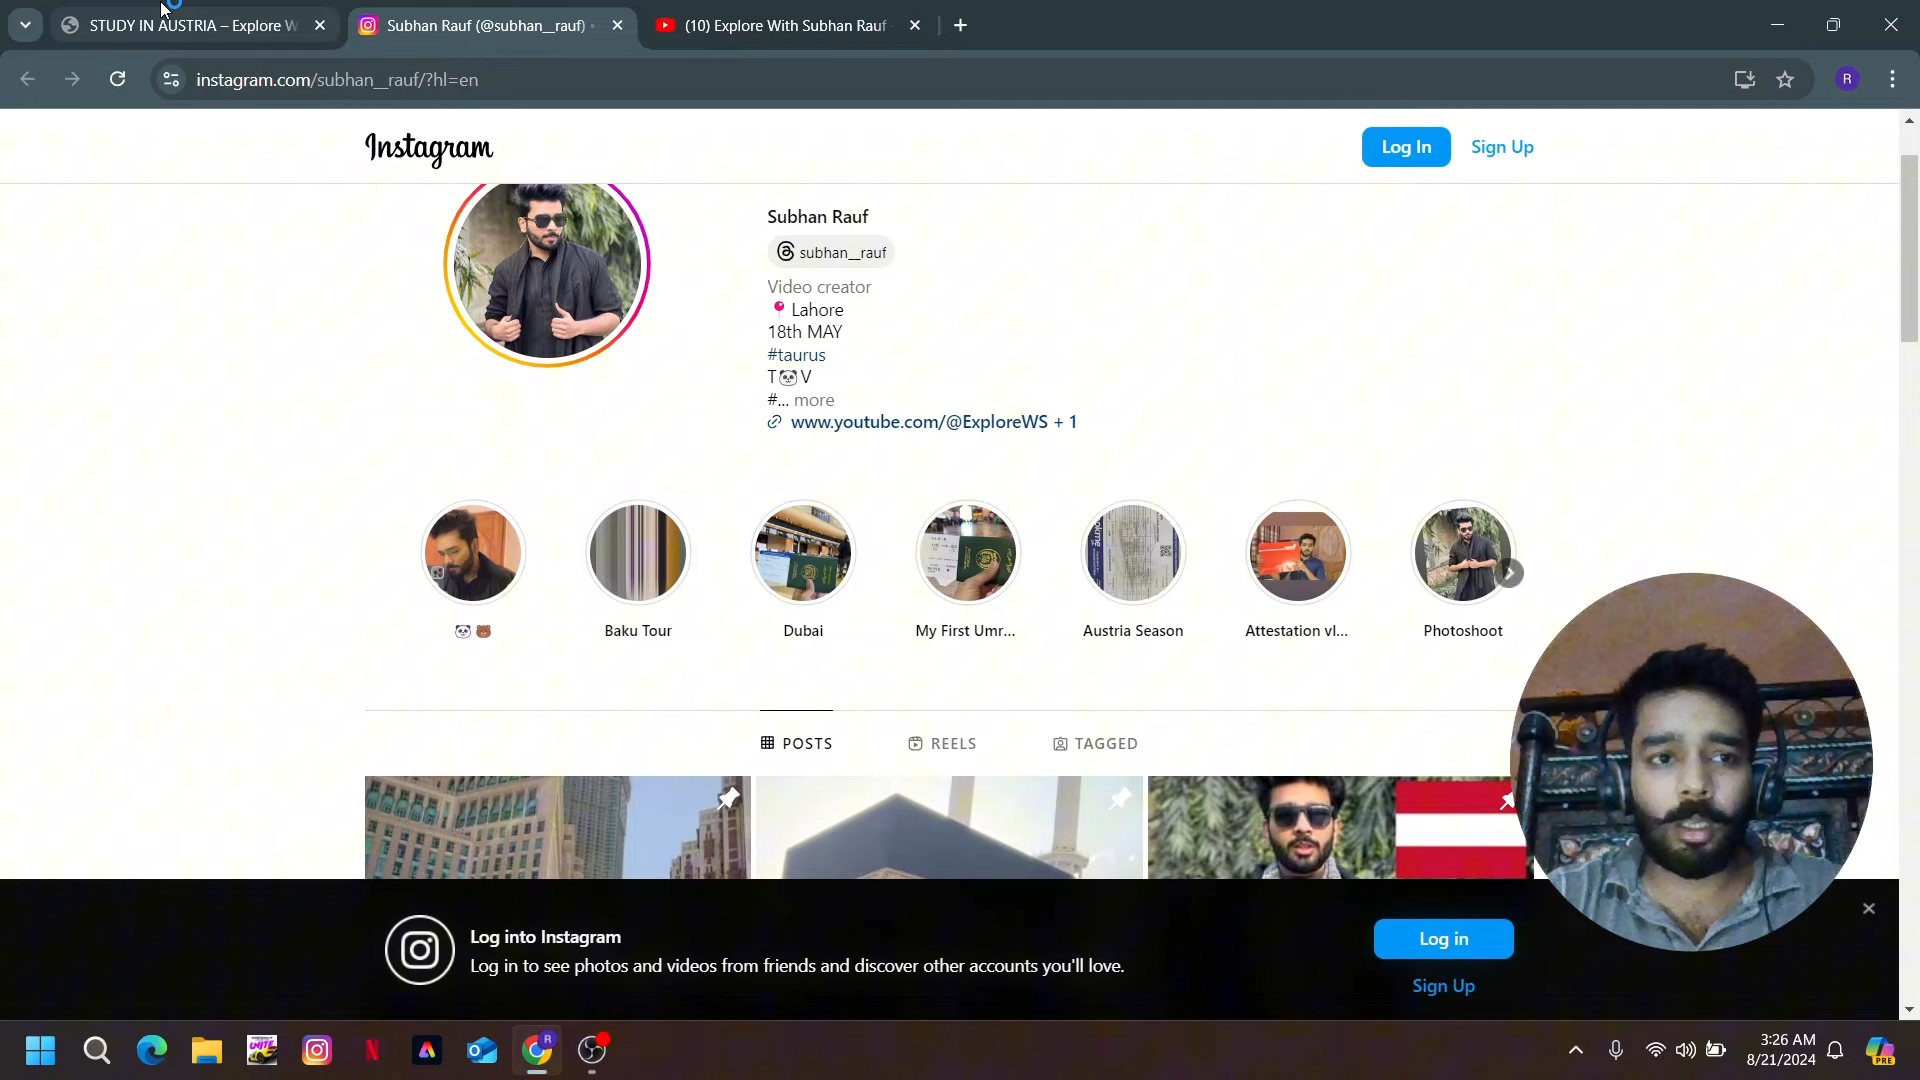 STUDY IN AUSTRIA – Explore W
Subhan Rauf (@subhan__rauf) •
(10) Explore With Subhan Rauf
instagram.com/subhan__rauf/?hl=en
R
Instagram
Log In
Sign Up
Subhan Rauf
subhan__rauf
Video creator
📍 Lahore
18th MAY
#taurus
T🐼V
#... more
www.youtube.com/@ExploreWS + 1
🐼 🐻
Baku Tour
Dubai
My First Umr...
Austria Season
Attestation vl...
Photoshoot
POSTS
REELS
TAGGED
Log into Instagram
Log in to see photos and videos from friends and discover other accounts you'll love.
Log in
Sign Up
UNITE
N
R
3:26 AM
8/21/2024
PRE